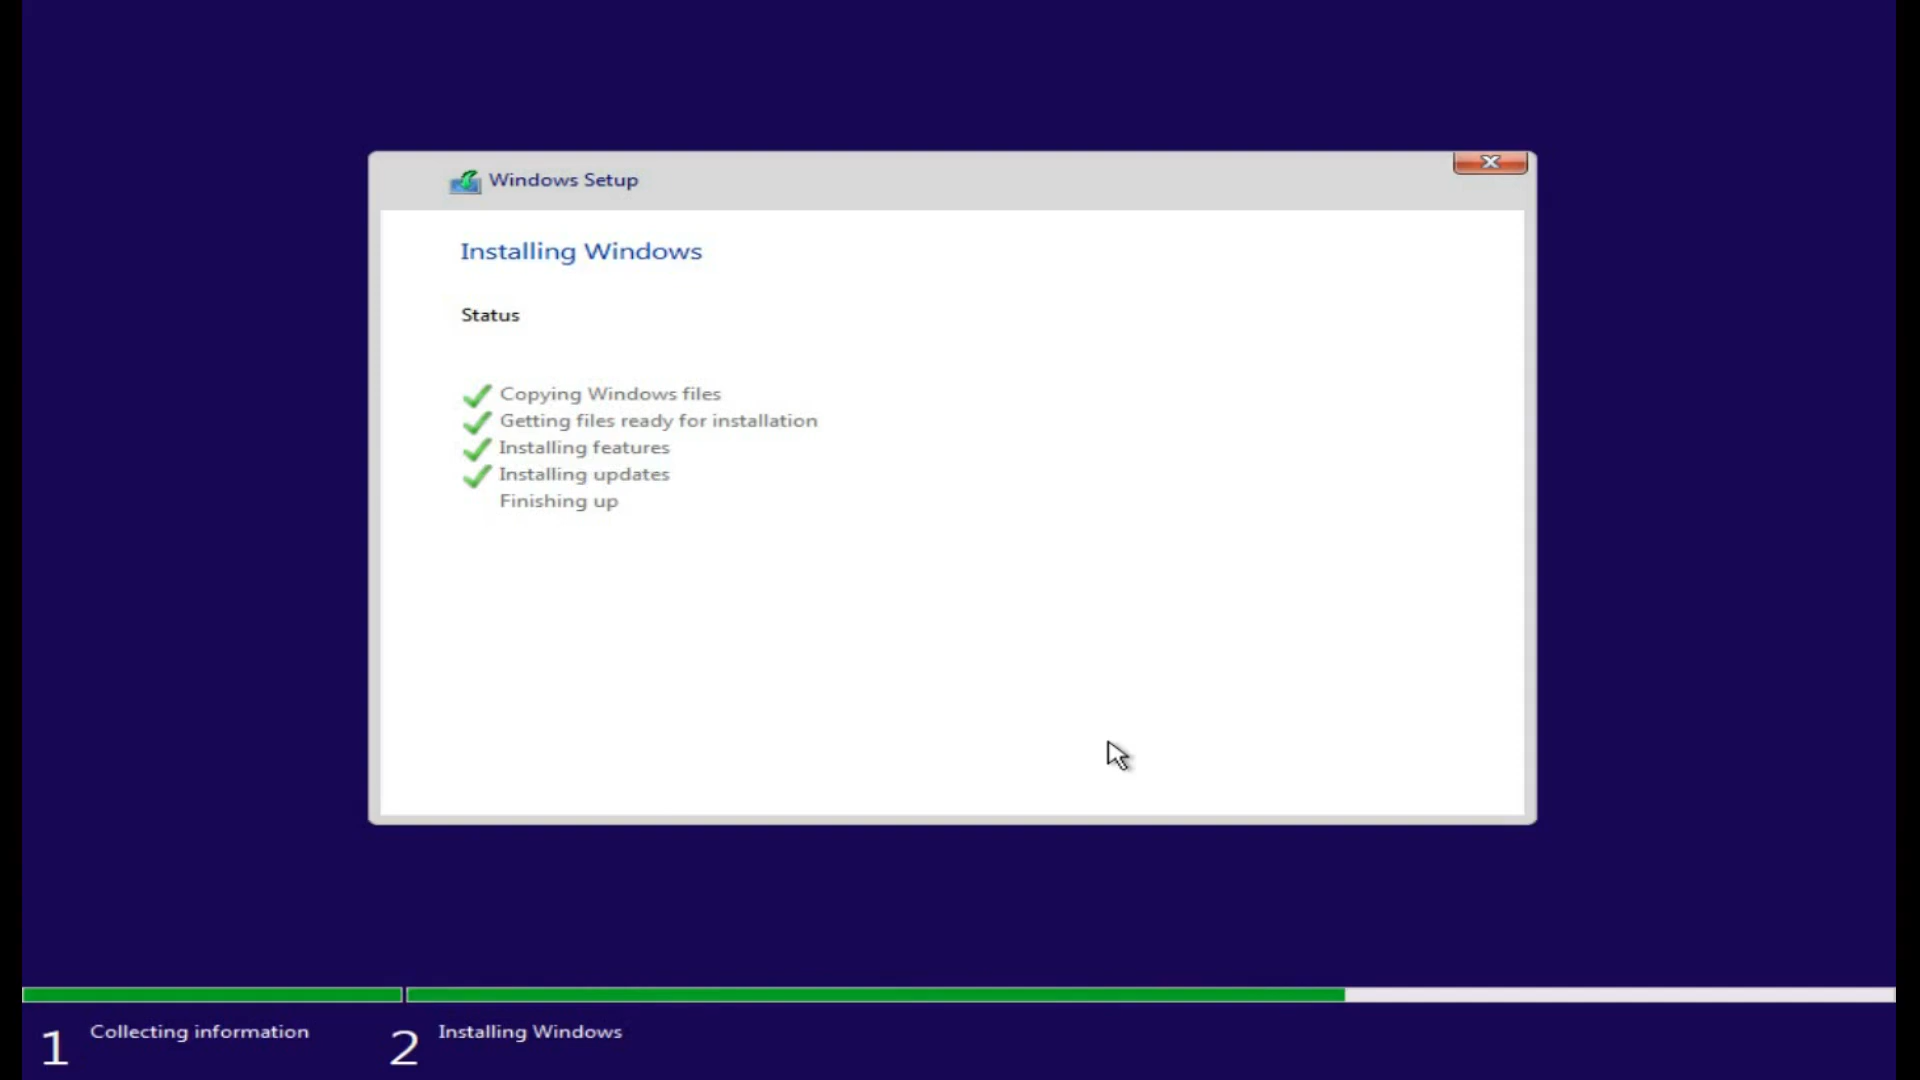 Windows Setup
Installing Windows
Status
Copying Windows files
Getting files ready for installation
Installing features
Installing updates
Finishing up
1 Collecting information
2 Installing Windows